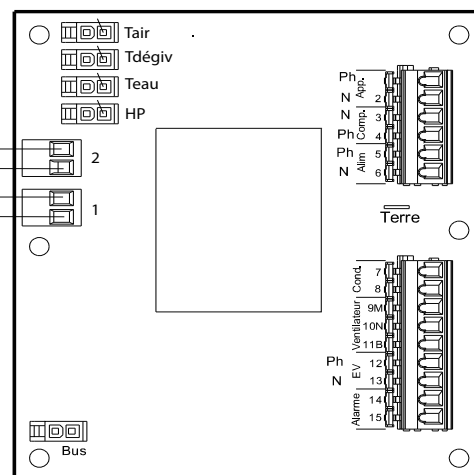 Tair
Tdégiv
Teau
HP
2
1
Bus
Ph
N 2
App.
N 3
Ph 4
Comp.
Ph 5
N 6
Alim
Terre
7
8
Cond.
9M
10N
11B
Ventilateur
Ph 12
N 13
EV
14
15
Alarme